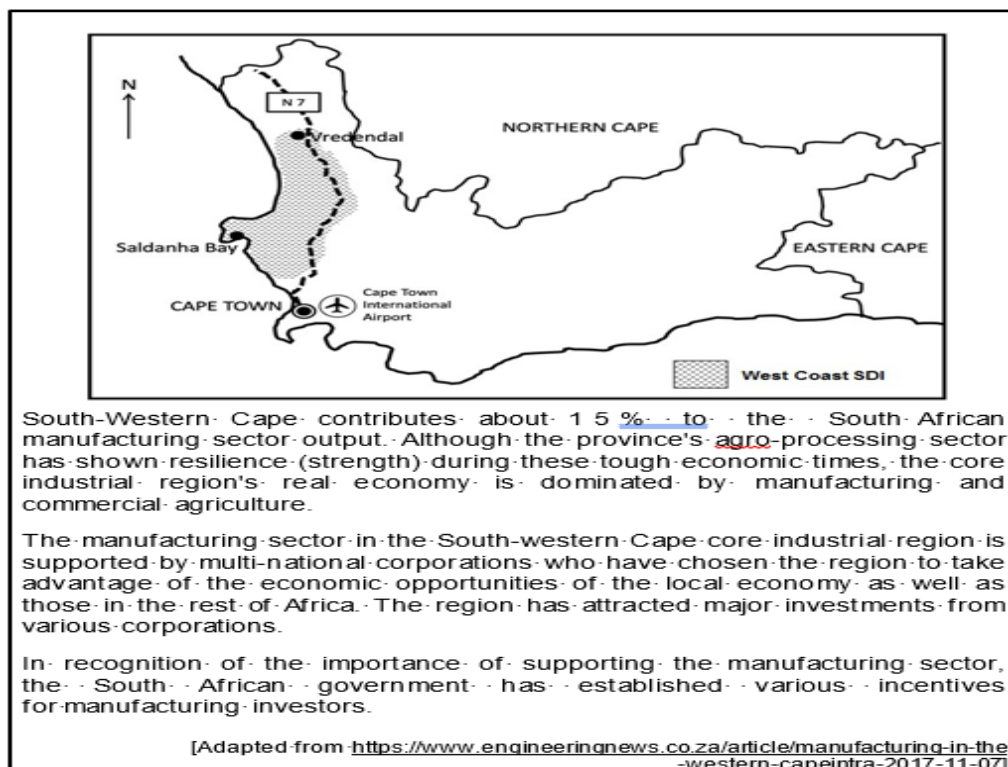 N
N 7
Vredendal
NORTHERN CAPE
Saldanha Bay
EASTERN CAPE
CAPE TOWN
Cape Town
International
Airport
West Coast SDI
South-Western Cape contributes about 1 5 % to the South African
manufacturing sector output. Although the province's agro-processing sector
has shown resilience (strength) during these tough economic times, the core
industrial region's real economy is dominated by manufacturing and
commercial agriculture.
The manufacturing sector in the South-western Cape core industrial region is
supported by multi-national corporations who have chosen the region to take
advantage of the economic opportunities of the local economy as well as
those in the rest of Africa. The region has attracted major investments from
various corporations.
In recognition of the importance of supporting the manufacturing sector,
the South African government has established various incentives
for manufacturing investors.
[Adapted from https://www.engineeringnews.co.za/article/manufacturing-in-the
-western-capeintra-2017-11-07]